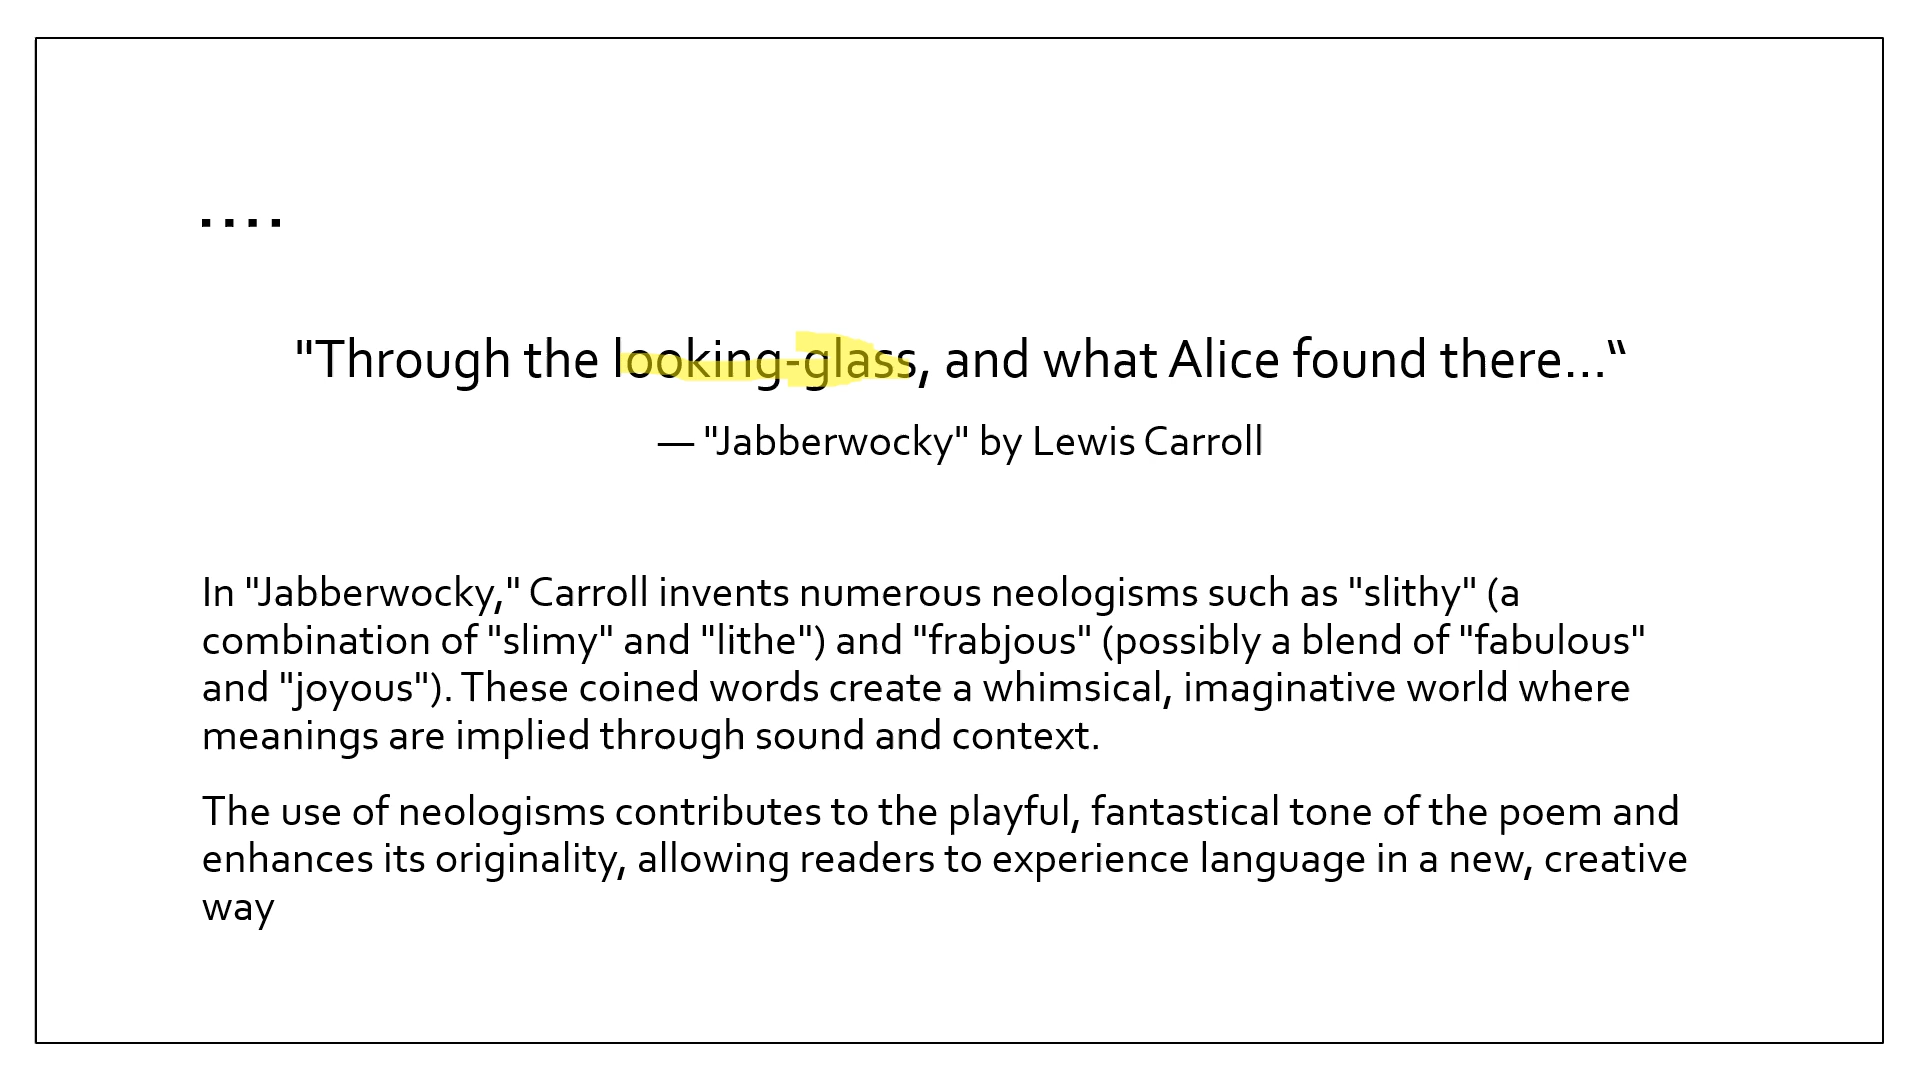 ....
"Through the looking-glass, and what Alice found there...“
— "Jabberwocky" by Lewis Carroll
In "Jabberwocky," Carroll invents numerous neologisms such as "slithy" (a
combination of "slimy" and "lithe") and "frabjous" (possibly a blend of "fabulous"
and "joyous"). These coined words create a whimsical, imaginative world where
meanings are implied through sound and context.
The use of neologisms contributes to the playful, fantastical tone of the poem and
enhances its originality, allowing readers to experience language in a new, creative
way